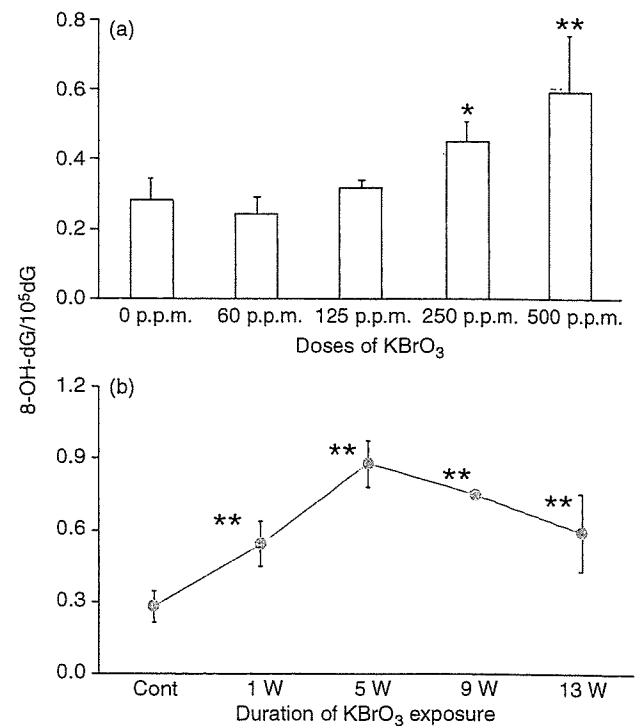 (a)
0.8
0.6
0.4
0.2
0.0
*
**
0 p.p.m. 60 p.p.m. 125 p.p.m. 250 p.p.m. 500 p.p.m.
Doses of KBrO₃
8-OH-dG/10⁵dG
(b)
1.2
0.9
0.6
0.3
0.0
** ** ** **
Cont 1 W 5 W 9 W 13 W
Duration of KBrO₃ exposure